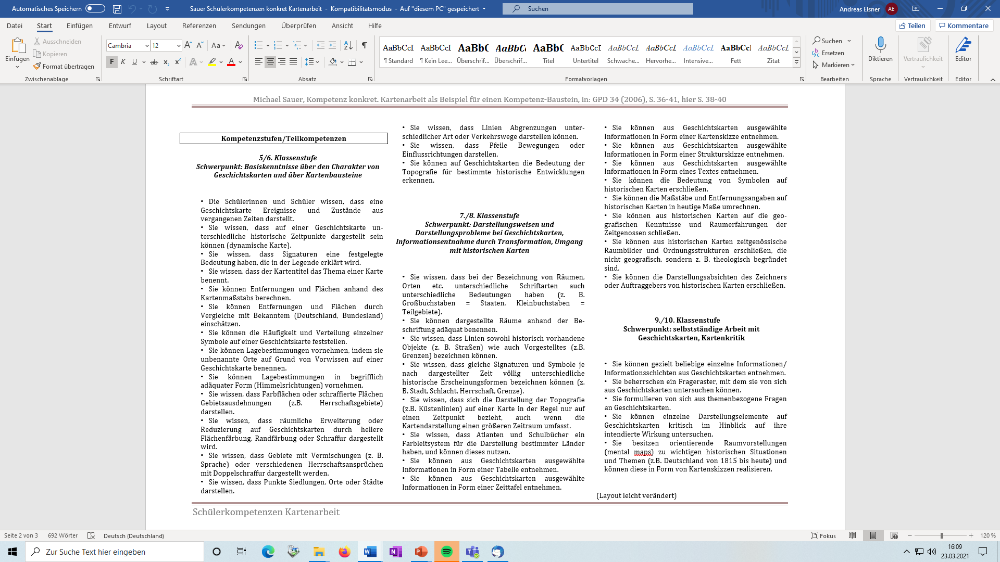 Automatisches Speichern
Sauer Schülerkompetenzen konkret Kartenarbeit - Kompatibilitätsmodus - Auf "diesem PC" gespeichert
Suchen
Andreas Elsner
AE
Datei
Start
Einfügen
Entwurf
Layout
Referenzen
Sendungen
Überprüfen
Ansicht
Hilfe
Teilen
Kommentare
Einfügen
Ausschneiden
Kopieren
Format übertragen
Zwischenablage
Cambria
12
Aa
F K U ab x₂ x² A A
Schriftart
Absatz
AaBbCcI
¶ Standard
AaBbCcI
¶ Kein Lee...
AaBbC
Überschrif...
AaBbCc
Überschrif...
AaBbC
Titel
AaBbCcI
Untertitel
AaBbCcL
Schwache...
AaBbCcL
Hervorhe...
AaBbCcL
Intensive...
AaBbCcI
Fett
AaBbCcL
Zitat
Formatvorlagen
Suchen
Ersetzen
Markieren
Bearbeiten
Diktieren
Sprache
Vertraulichkeit
Vertraulichkeit
Editor
Editor
Michael Sauer, Kompetenz konkret. Kartenarbeit als Beispiel für einen Kompetenz-Baustein, in: GPD 34 (2006), S. 36-41, hier S. 38-40
Kompetenzstufen/Teilkompetenzen
5/6. Klassenstufe
Schwerpunkt: Basiskenntnisse über den Charakter von
Geschichtskarten und über Kartenbausteine
• Die Schülerinnen und Schüler wissen, dass eine
Geschichtskarte Ereignisse und Zustände aus
vergangenen Zeiten darstellt.
• Sie wissen, dass auf einer Geschichtskarte un-
terschiedliche historische Zeitpunkte dargestellt sein
können (dynamische Karte).
• Sie wissen, dass Signaturen eine festgelegte
Bedeutung haben, die in der Legende erklärt wird.
• Sie wissen, dass der Kartentitel das Thema einer Karte
benennt.
• Sie können Entfernungen und Flächen anhand des
Kartenmaßstabs berechnen.
• Sie können Entfernungen und Flächen durch
Vergleiche mit Bekanntem (Deutschland, Bundesland)
einschätzen.
• Sie können die Häufigkeit und Verteilung einzelner
Symbole auf einer Geschichtskarte feststellen.
• Sie können Lagebestimmungen vornehmen, indem sie
unbenannte Orte auf Grund von Vorwissen auf einer
Geschichtskarte benennen.
• Sie können Lagebestimmungen in begrifflich
adäquater Form (Himmelsrichtungen) vornehmen.
• Sie wissen, dass Farbflächen oder schraffierte Flächen
Gebietsausdehnungen (z.B. Herrschaftsgebiete)
darstellen.
• Sie wissen, dass räumliche Erweiterung oder
Reduzierung auf Geschichtskarten durch hellere
Flächenfärbung, Randfärbung oder Schraffur dargestellt
wird.
• Sie wissen, dass Gebiete mit Vermischungen (z. B.
Sprache) oder verschiedenen Herrschaftsansprüchen
mit Doppelschraffur dargestellt werden.
• Sie wissen, dass Punkte Siedlungen, Orte oder Städte
darstellen.
• Sie wissen, dass Linien Abgrenzungen unter-
schiedlicher Art oder Verkehrswege darstellen können.
• Sie wissen, dass Pfeile Bewegungen oder
Einflussrichtungen darstellen.
• Sie können auf Geschichtskarten die Bedeutung der
Topografie für bestimmte historische Entwicklungen
erkennen.
7./8. Klassenstufe
Schwerpunkt: Darstellungsweisen und
Darstellungsprobleme bei Geschichtskarten,
Informationsentnahme durch Transformation, Umgang
mit historischen Karten
• Sie wissen, dass bei der Bezeichnung von Räumen,
Orten etc. unterschiedliche Schriftarten auch
unterschiedliche Bedeutungen haben (z. B.
Großbuchstaben = Staaten, Kleinbuchstaben =
Teilgebiete).
• Sie können dargestellte Räume anhand der Be-
schriftung adäquat benennen.
• Sie wissen, dass Linien sowohl historisch vorhandene
Objekte (z. B. Straßen) wie auch Vorgestelltes (z.B.
Grenzen) bezeichnen können.
• Sie wissen, dass gleiche Signaturen und Symbole je
nach dargestellter Zeit völlig unterschiedliche
historische Erscheinungsformen bezeichnen können (z.
B. Stadt, Schlacht, Herrschaft, Grenze).
• Sie wissen, dass sich die Darstellung der Topografie
(z.B. Küstenlinien) auf einer Karte in der Regel nur auf
einen Zeitpunkt bezieht, auch wenn die
Kartendarstellung einen größeren Zeitraum umfasst.
• Sie wissen, dass Atlanten und Schulbücher ein
Farbleitsystem für die Darstellung bestimmter Länder
haben, und können dieses nutzen.
• Sie können aus Geschichtskarten ausgewählte
Informationen in Form einer Tabelle entnehmen.
• Sie können aus Geschichtskarten ausgewählte
Informationen in Form einer Zeittafel entnehmen.
• Sie können aus Geschichtskarten ausgewählte
Informationen in Form einer Kartenskizze entnehmen.
• Sie können aus Geschichtskarten ausgewählte
Informationen in Form einer Strukturskizze entnehmen.
• Sie können aus Geschichtskarten ausgewählte
Informationen in Form eines Textes entnehmen.
• Sie können die Bedeutung von Symbolen auf
historischen Karten erschließen.
• Sie können die Maßstäbe und Entfernungsangaben auf
historischen Karten in heutige Maße umrechnen.
• Sie können aus historischen Karten auf die geo-
grafischen Kenntnisse und Raumerfahrungen der
Zeitgenossen schließen.
• Sie können aus historischen Karten zeitgenössische
Raumbilder und Ordnungsstrukturen erschließen, die
nicht geografisch, sondern z. B. theologisch begründet
sind.
• Sie können die Darstellungsabsichten des Zeichners
oder Auftraggebers von historischen Karten erschließen.
9./10. Klassenstufe
Schwerpunkt: selbstständige Arbeit mit
Geschichtskarten, Kartenkritik
• Sie können gezielt beliebige einzelne Informationen/
Informationsschichten aus Geschichtskarten entnehmen.
• Sie beherrschen ein Frageraster, mit dem sie von sich
aus Geschichtskarten untersuchen können.
• Sie formulieren von sich aus themenbezogene Fragen
an Geschichtskarten.
• Sie können einzelne Darstellungselemente auf
Geschichtskarten kritisch im Hinblick auf ihre
intendierte Wirkung untersuchen.
• Sie besitzen orientierende Raumvorstellungen
(mental maps) zu wichtigen historischen Situationen
und Themen (z.B. Deutschland von 1815 bis heute) und
können diese in Form von Kartenskizzen realisieren.
(Layout leicht verändert)
Schülerkompetenzen Kartenarbeit
Seite 2 von 3
692 Wörter
Deutsch (Deutschland)
Fokus
120 %
Zur Suche Text hier eingeben
16:09
23.03.2021